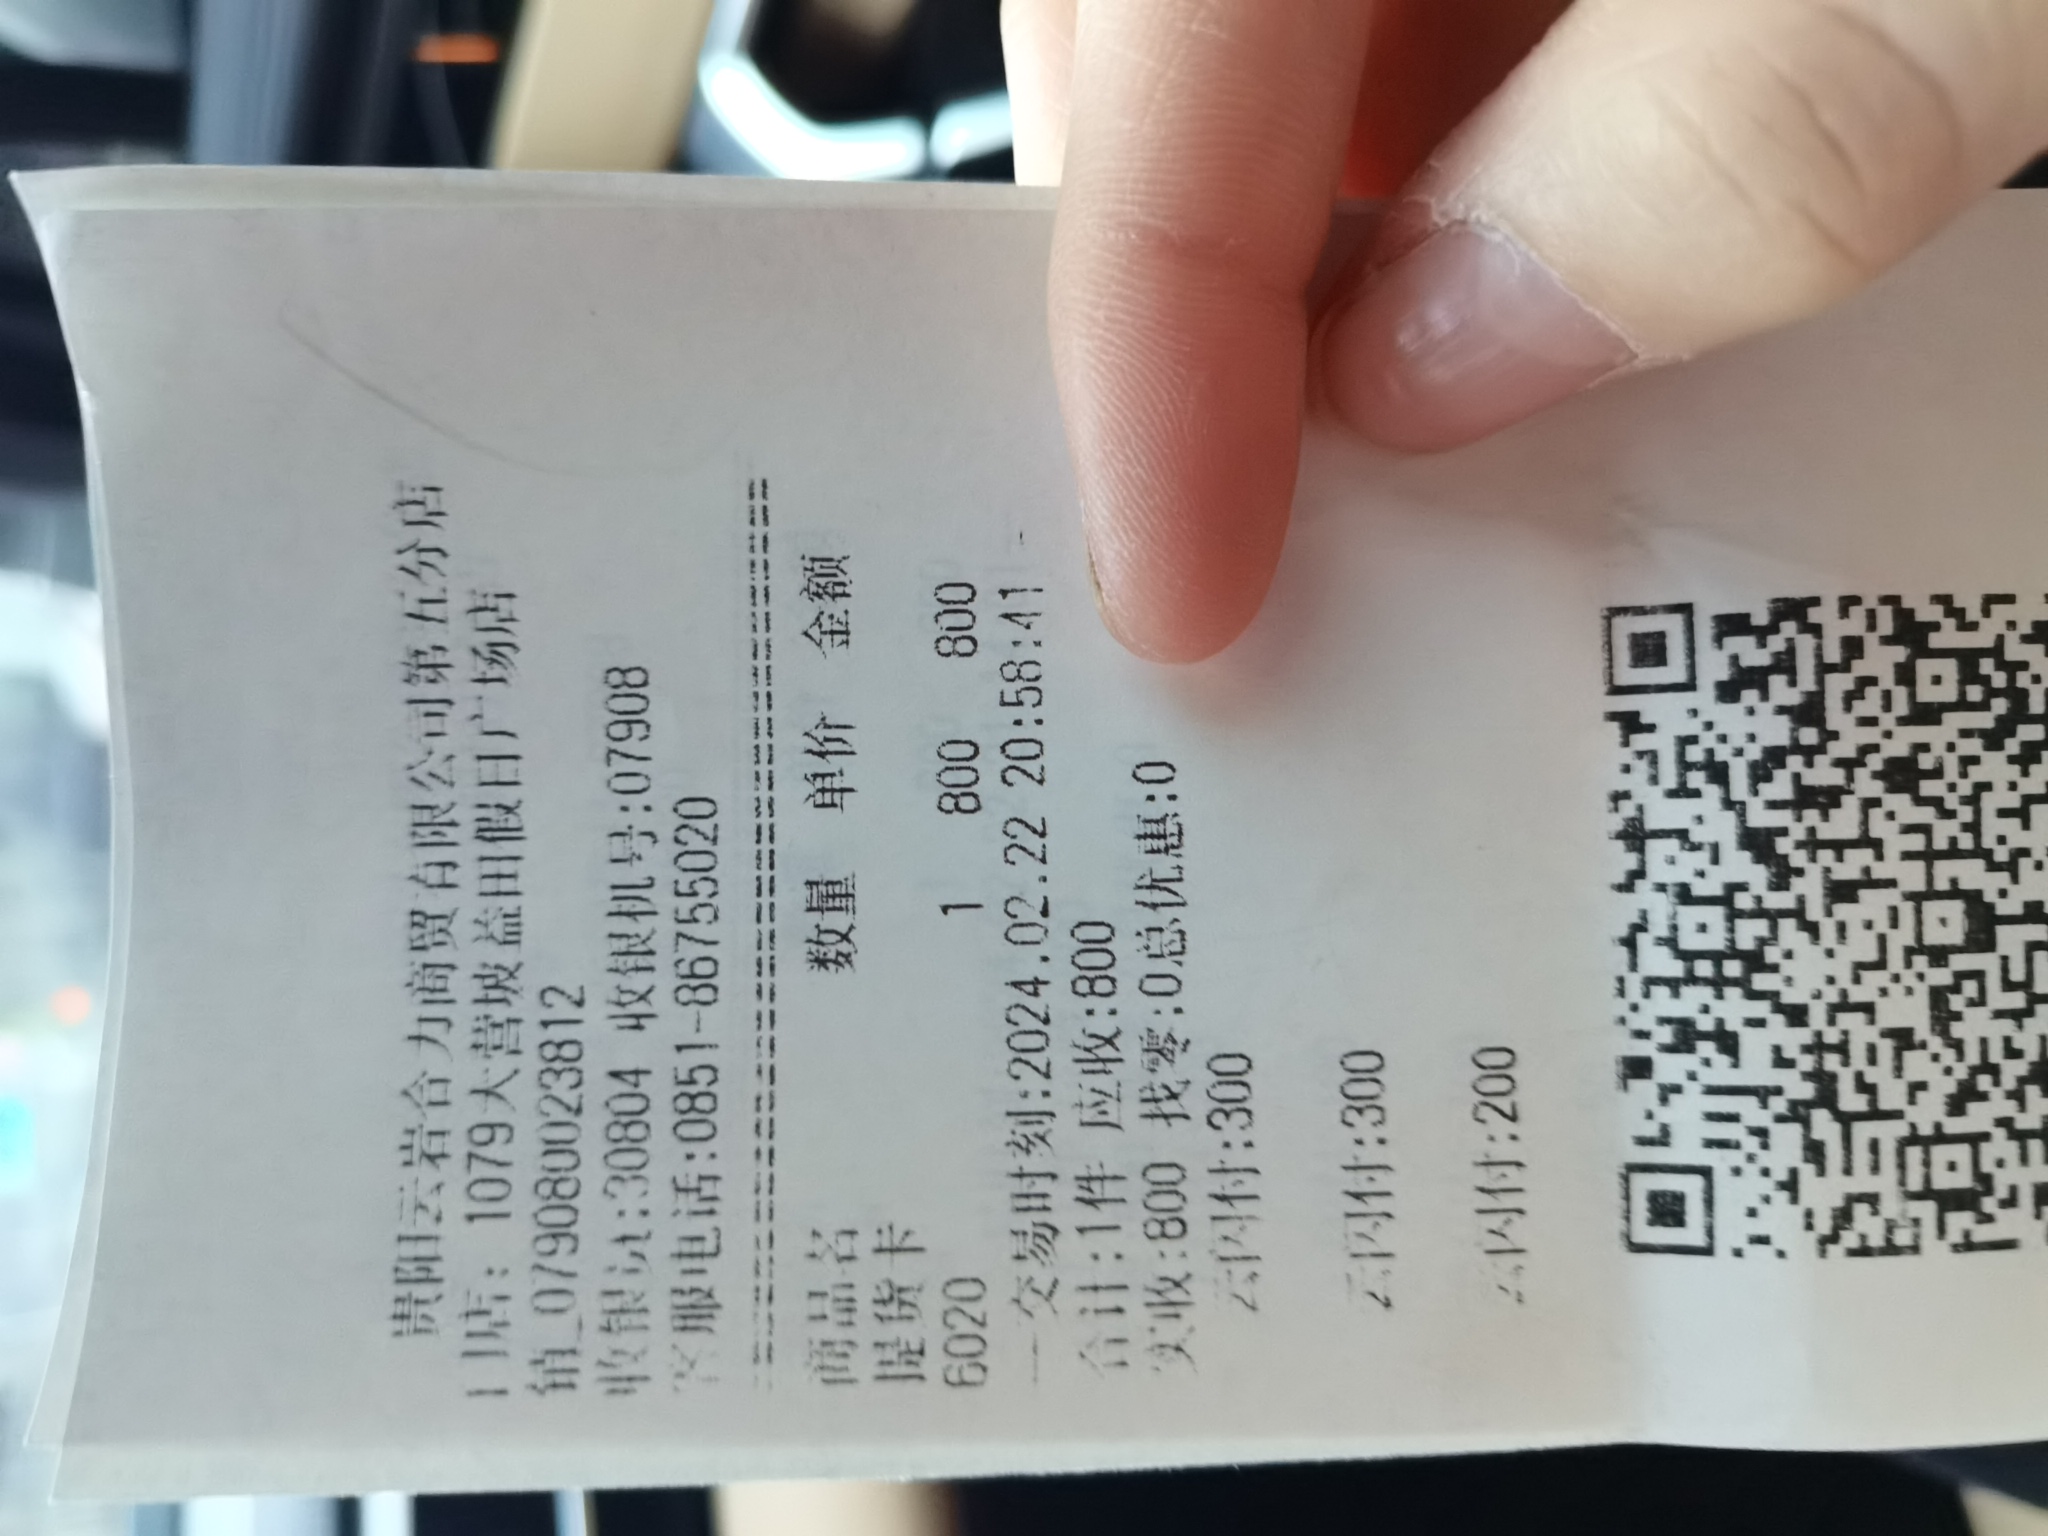 贵阳云岩合力商贸有限公司第五分店
门店: 1079大营坡益田假日广场店
销_0790800023812
收银员:30804 收银机号:07908
客服电话:0851-86755020
商品名 数量 单价 金额
提货卡
6020 1 800 800
--交易时刻:2024.02.22 20:58:41 -
合计:1件 应收:800
实收:800 找零:0总优惠:0
云闪付:300
云闪付:300
云闪付:200